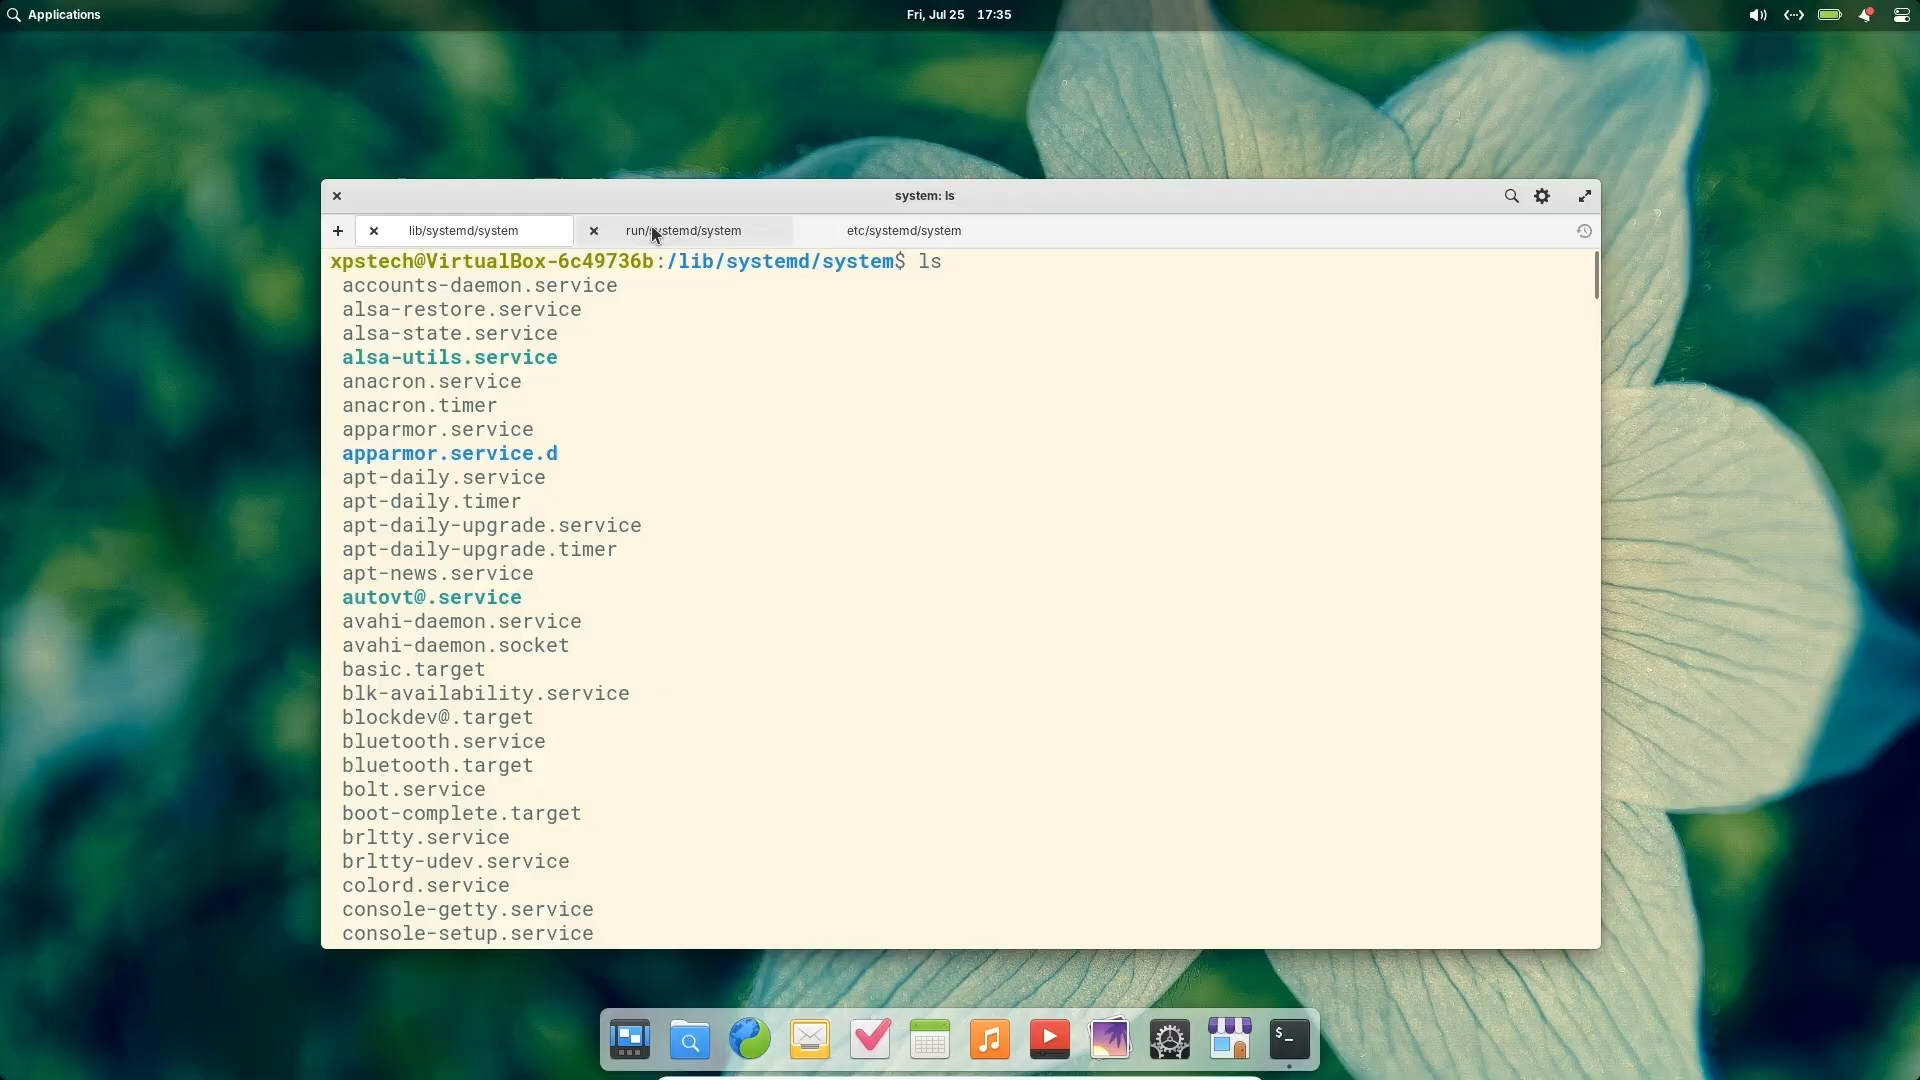 Applications
Fri, Jul 25 17:35
system: ls
lib/systemd/system
run/systemd/system
etc/systemd/system
xpstech@VirtualBox-6c49736b:/lib/systemd/system$ ls
accounts-daemon.service
alsa-restore.service
alsa-state.service
alsa-utils.service
anacron.service
anacron.timer
apparmor.service
apparmor.service.d
apt-daily.service
apt-daily.timer
apt-daily-upgrade.service
apt-daily-upgrade.timer
apt-news.service
autovt@.service
avahi-daemon.service
avahi-daemon.socket
basic.target
blk-availability.service
blockdev@.target
bluetooth.service
bluetooth.target
bolt.service
boot-complete.target
brltty.service
brltty-udev.service
colord.service
console-getty.service
console-setup.service